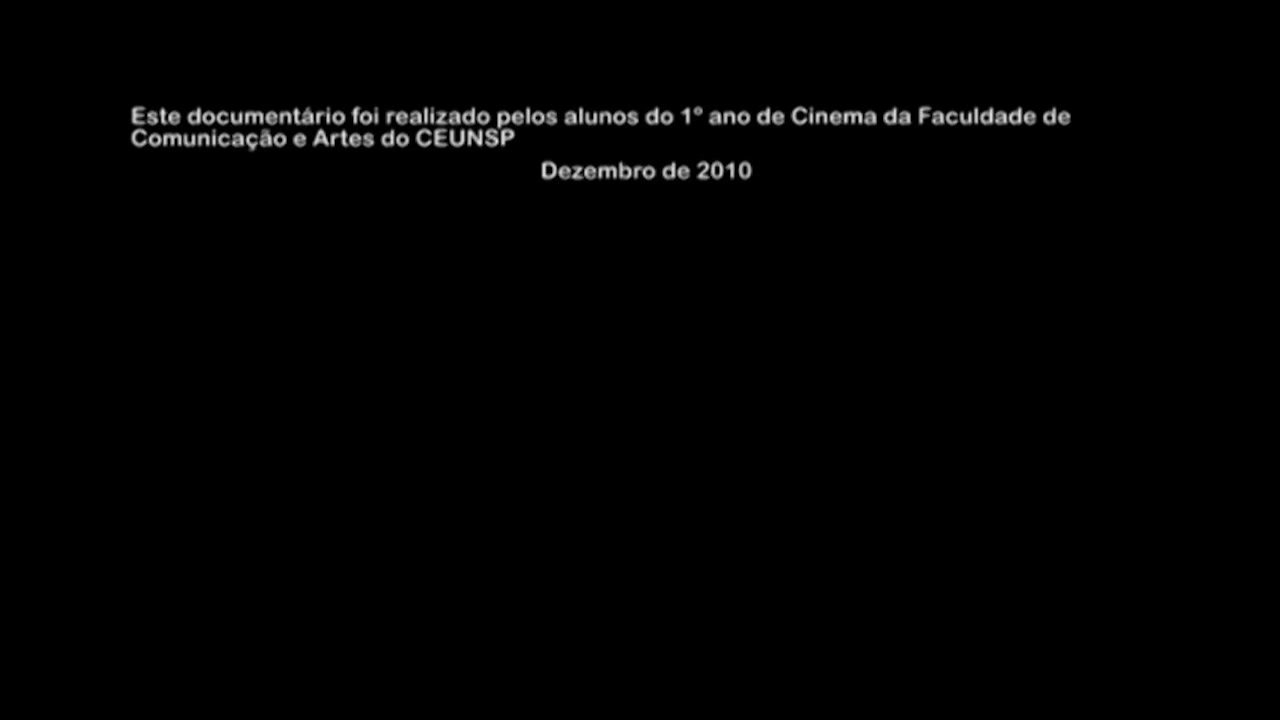 Este documentário foi realizado pelos alunos do 1º ano de Cinema da Faculdade de
Comunicação e Artes do CEUNSP
Dezembro de 2010